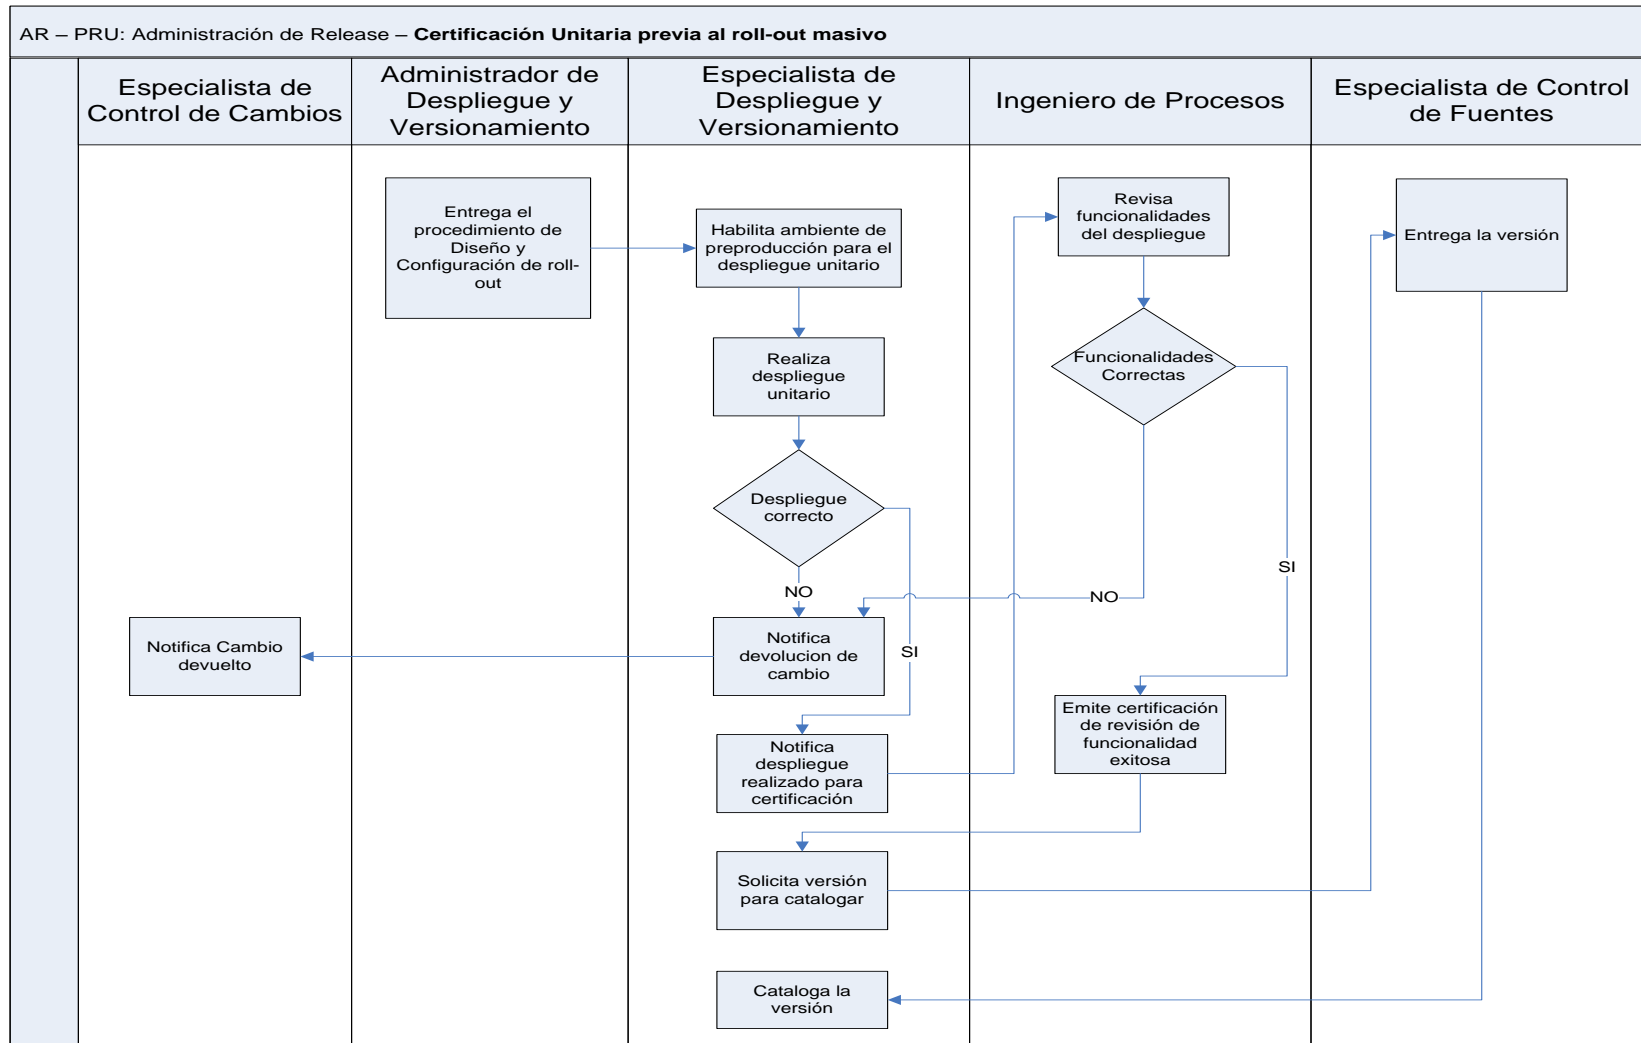 AR – PRU: Administración de Release – Certificación Unitaria previa al roll-out masivo
Especialista de
Control de Cambios
Administrador de
Despliegue y
Versionamiento
Especialista de
Despliegue y
Versionamiento
Ingeniero de Procesos
Especialista de Control
de Fuentes
Entrega el
procedimiento de
Diseño y
Configuración de roll-
out
Habilita ambiente de
preproducción para el
despliegue unitario
Revisa
funcionalidades
del despliegue
Entrega la versión
Realiza
despliegue
unitario
Funcionalidades
Correctas
Despliegue
correcto
SI
NO
NO
Notifica Cambio
devuelto
Notifica
devolucion de
cambio
SI
Emite certificación
de revisión de
funcionalidad
exitosa
Notifica
despliegue
realizado para
certificación
Solicita versión
para catalogar
Cataloga la
versión